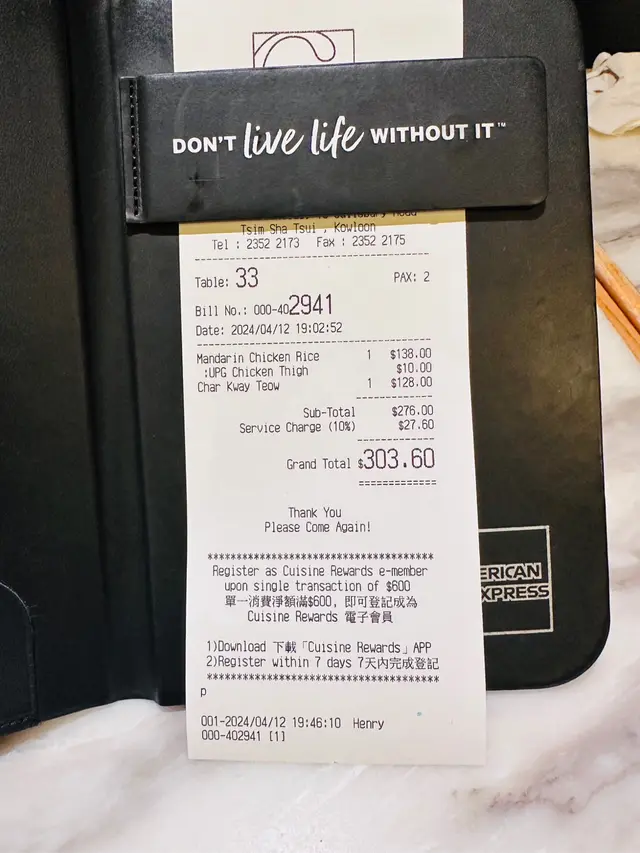 DON'T live life WITHOUT IT™
Salisbury Road
Tsim Sha Tsui , Kowloon
Tel : 2352 2173 Fax : 2352 2175
Table: 33 PAX: 2
Bill No.: 000-402941
Date: 2024/04/12 19:02:52
Mandarin Chicken Rice 1 $138.00
:UPG Chicken Thigh $10.00
Char Kway Teow 1 $128.00
Sub-Total $276.00
Service Charge (10%) $27.60
Grand Total $303.60
============
Thank You
Please Come Again!
**************************************
Register as Cuisine Rewards e-member
upon single transaction of $600
單一消費淨額滿$600, 即可登記成為
Cuisine Rewards 電子會員
1)Download 下載「Cuisine Rewards」APP
2)Register within 7 days 7天內完成登記
**************************************
p
001-2024/04/12 19:46:10 Henry
000-402941 [1]
ERICAN
XPRESS